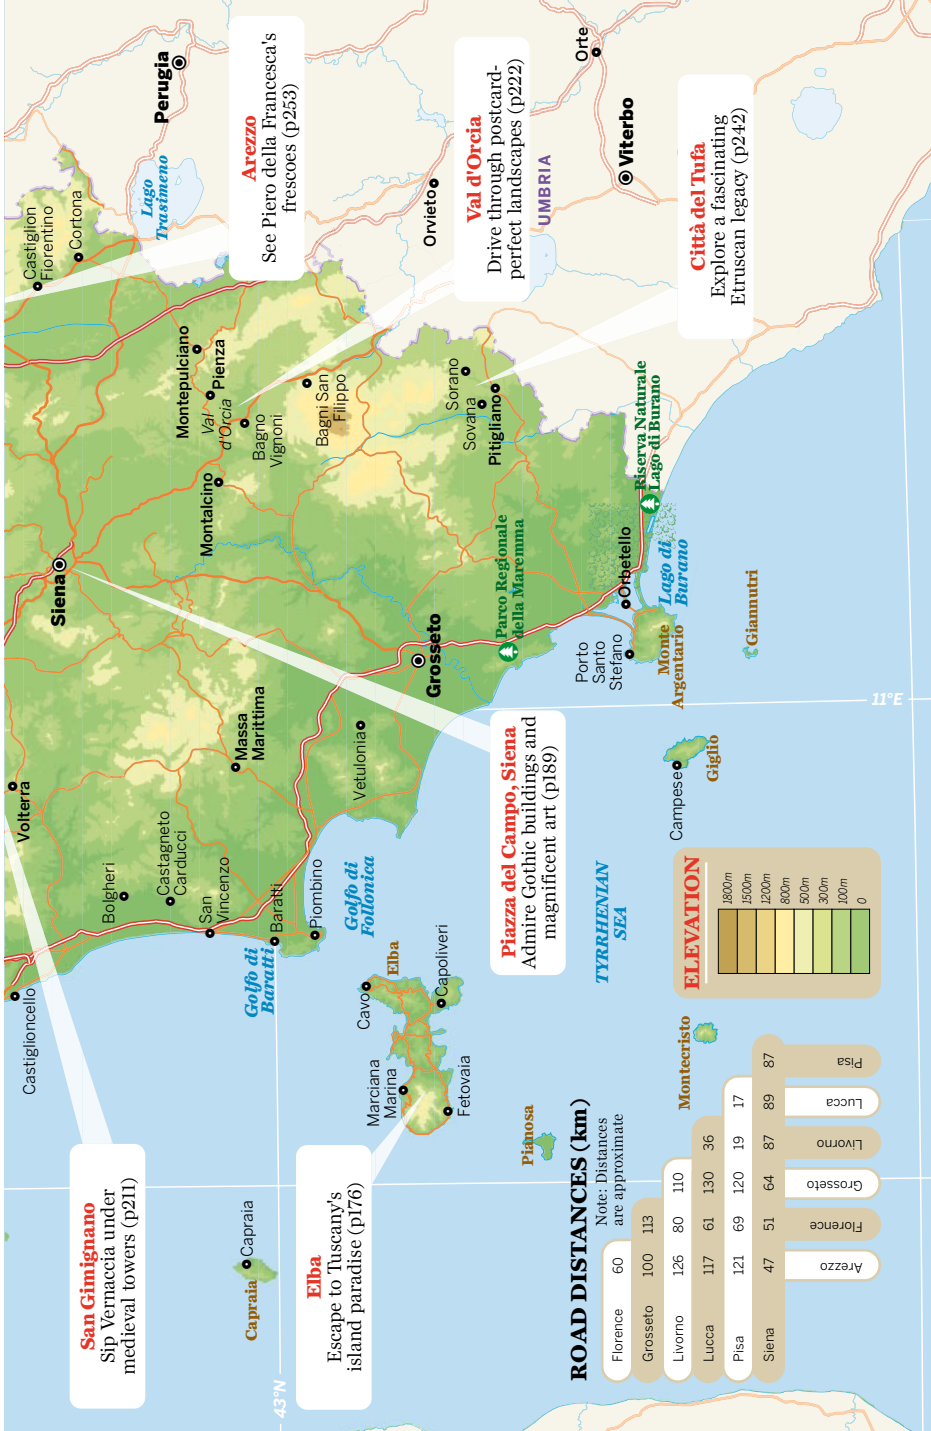 San Gimignano
Sip Vernaccia under
medieval towers (p211)
Elba
Escape to Tuscany's
island paradise (p176)
Piazza del Campo, Siena
Admire Gothic buildings and
magnificent art (p189)
Arezzo
See Piero della Francesca's
frescoes (p253)
Val d'Orcia
Drive through postcard-
perfect landscapes (p222)
Città del Tufa
Explore a fascinating
Etruscan legacy (p242)
Castiglioncello
Volterra
Siena
Castiglion
Fiorentino
Cortona
Perugia
Lago
Trasimeno
Bolgheri
Castagneto
Carducci
San
Vincenzo
Golfo di
Baratti
Baratti
Piombino
Massa
Marittima
Montepulciano
Pienza
Val
d'Orcia
Montalcino
Bagno
Vignoni
Bagni San
Filippo
Capraia
Capraia
43°N
Golfo di
Follonica
Vetulonia
Grosseto
Orvieto
Cavo
Elba
Marciana
Marina
Capoliveri
Fetovaia
Sorano
Sovana
Pitigliano
UMBRIA
Orte
Viterbo
Parco Regionale
della Maremma
Pianosa
TYRRHENIAN
SEA
Porto
Santo
Stefano
Orbetello
Riserva Naturale
Lago di Burano
Lago di
Burano
Monte
Argentario
Montecristo
Campese
Giglio
Giannutri
11°E
ROAD DISTANCES (km)
Note: Distances
are approximate
Florence 60
Grosseto 100 113
Livorno 126 80 110
Lucca 117 61 130 36
Pisa 121 69 120 19 17
Siena 47 51 64 87 89 87
Arezzo
Florence
Grosseto
Livorno
Lucca
Pisa
ELEVATION
1800m
1500m
1200m
800m
500m
300m
100m
0